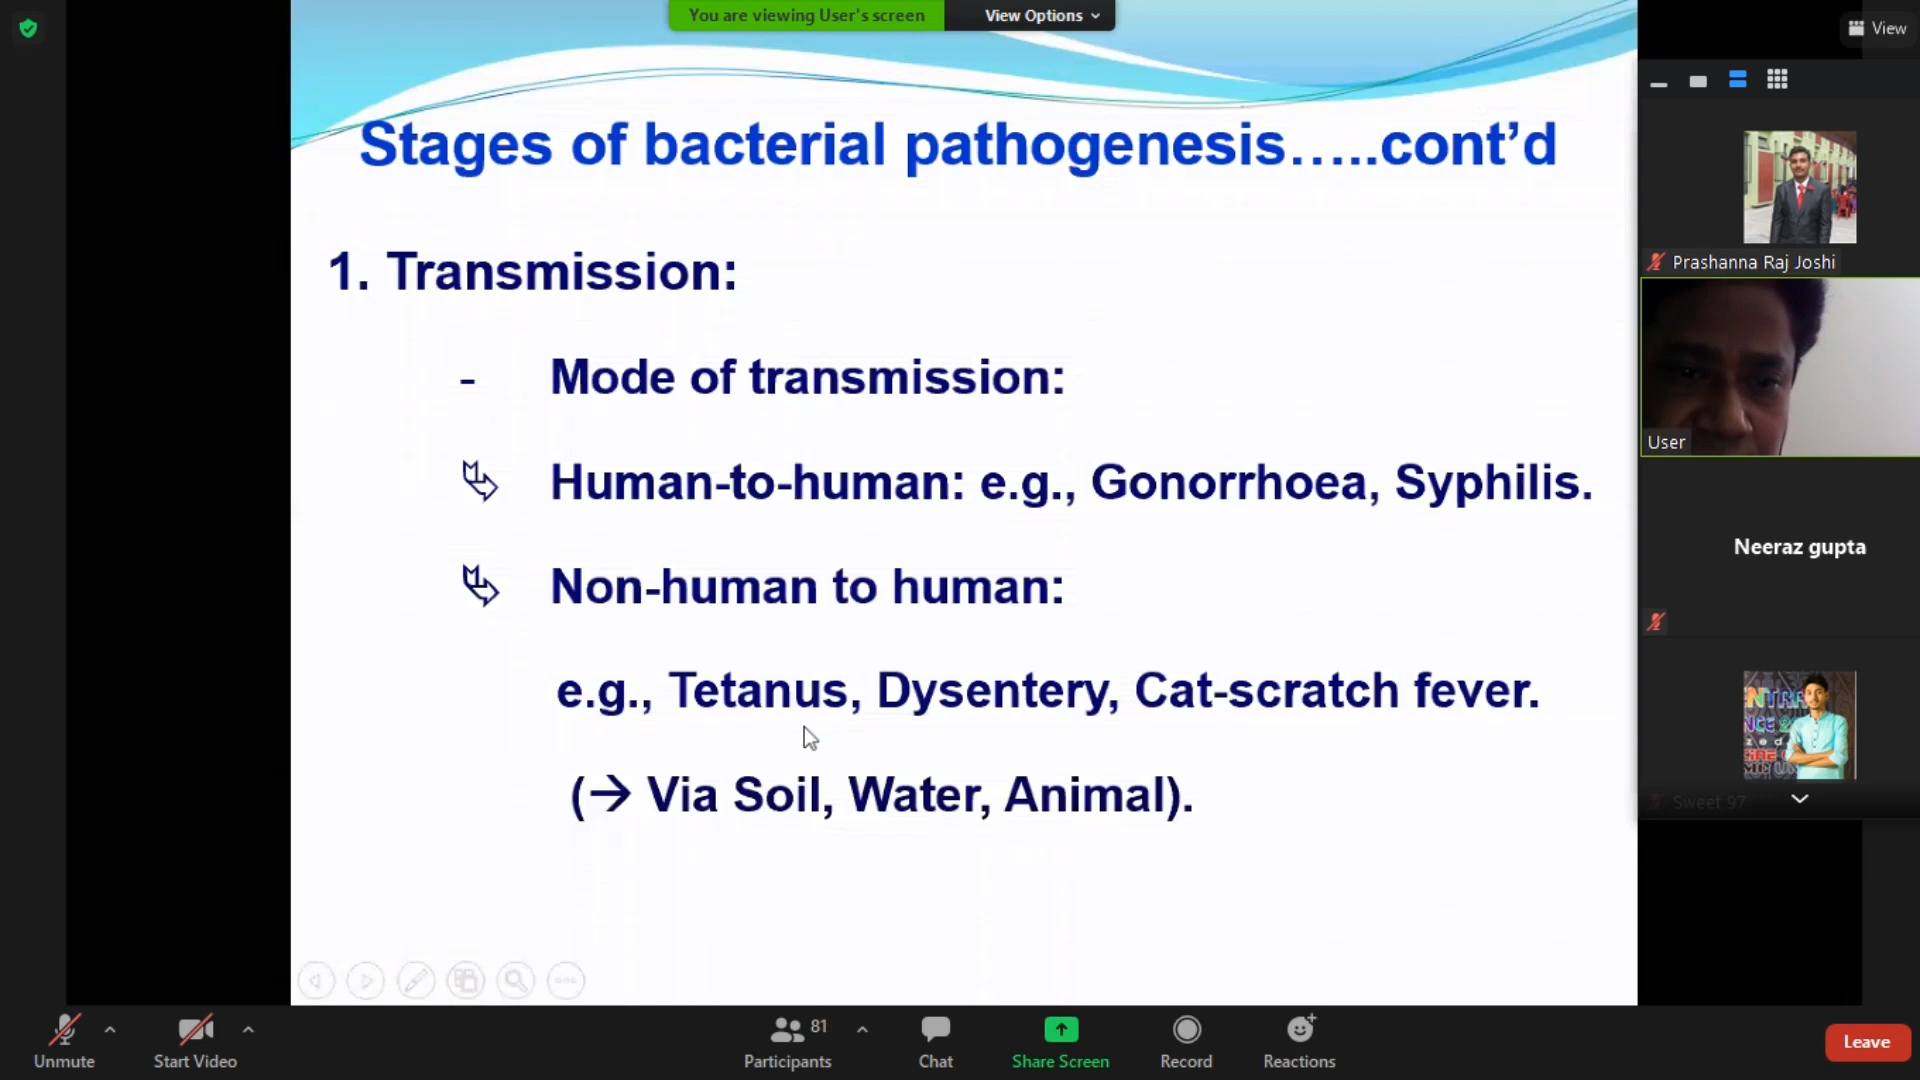 You are viewing User's screen
View Options
View
Stages of bacterial pathogenesis…..cont'd
1. Transmission:
- Mode of transmission:
Human-to-human: e.g., Gonorrhoea, Syphilis.
Non-human to human:
e.g., Tetanus, Dysentery, Cat-scratch fever.
(→ Via Soil, Water, Animal).
Prashanna Raj Joshi
User
Neeraz gupta
Sweet 97
Unmute
Start Video
81
Participants
Chat
Share Screen
Record
Reactions
Leave